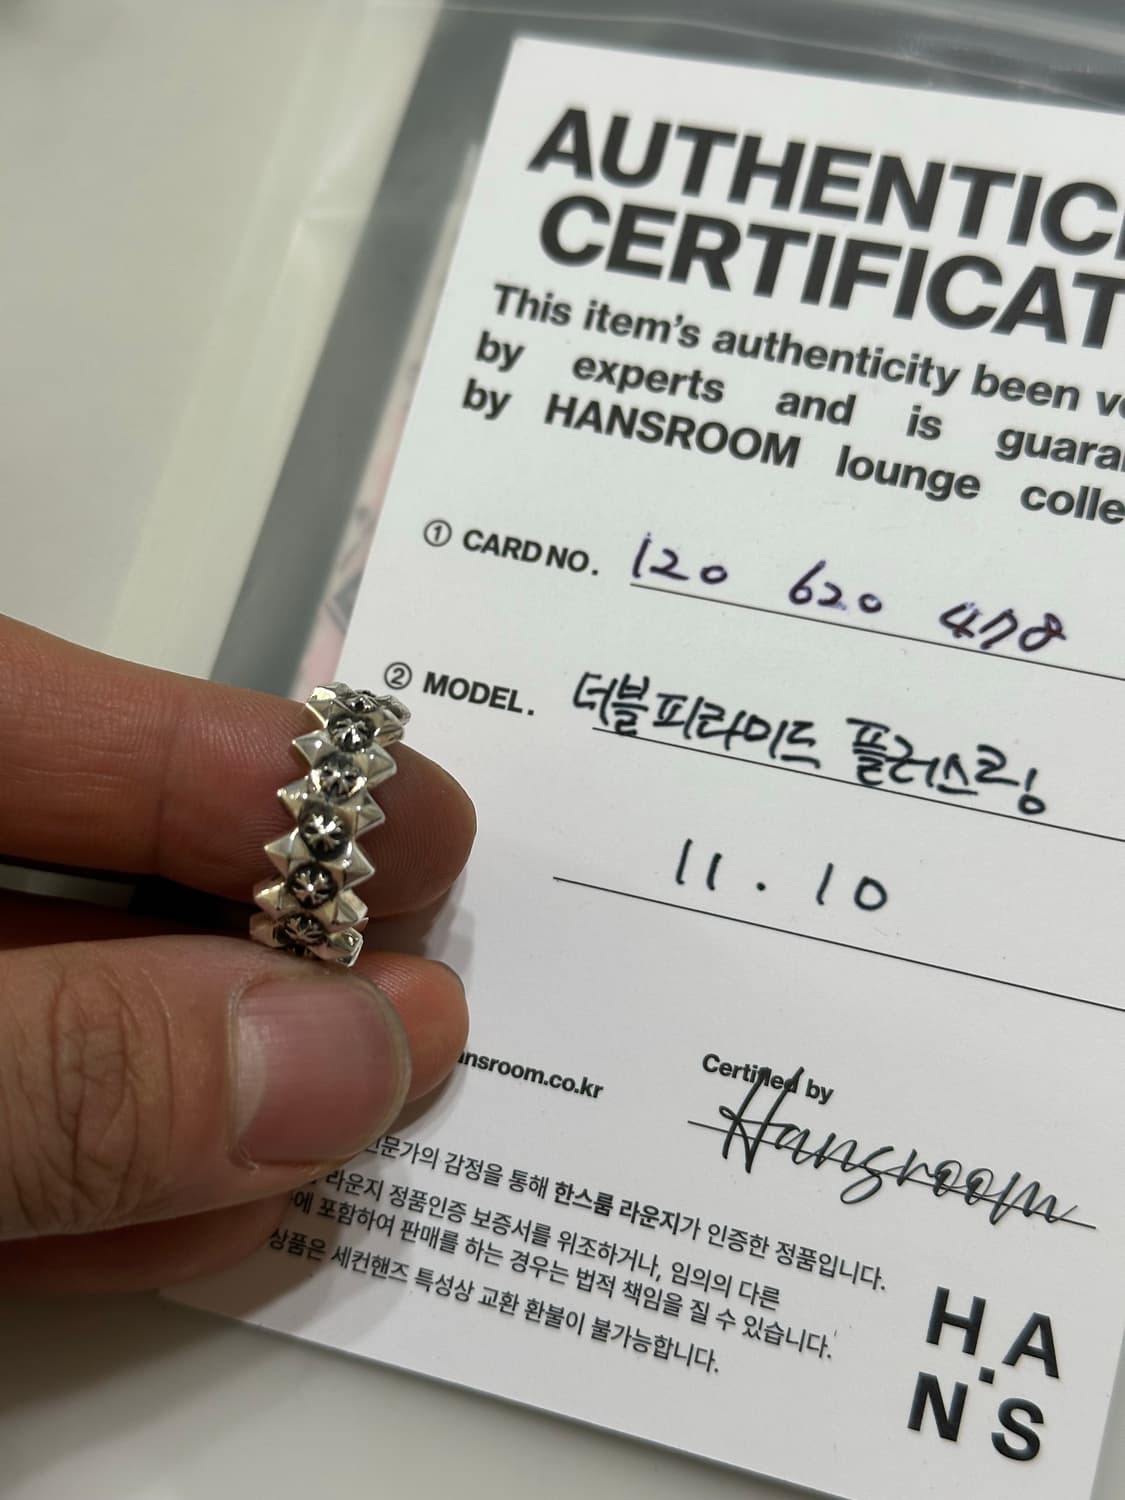 AUTHENTIC
CERTIFICAT
This item's authenticity been
by experts and is
by HANSROOM lounge
① CARD NO. 120 620 478
② MODEL. 더블피라미드 플러스링
11.10
ansroom.co.kr
Certified by
Hansroom
문가의 감정을 통해 한스룸 라운지가 인증한 정품입니다.
라운지 정품인증 보증서를 위조하거나, 임의의 다른
에 포함하여 판매를 하는 경우는 법적 책임을 질 수 있습니다.
상품은 세컨핸즈 특성상 교환 환불이 불가능합니다.
H.A
N.S